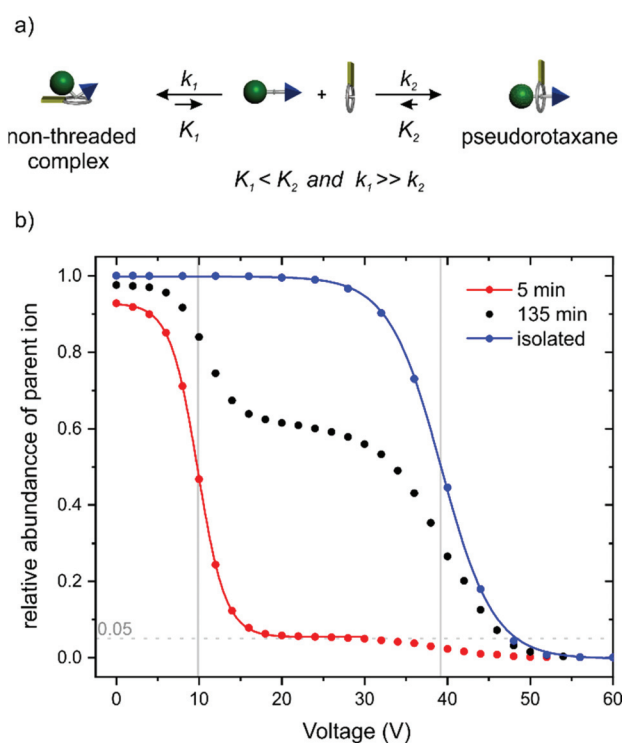 a)
k₁ k₂
+
K₁ K₂
non-threaded
complex
pseudorotaxane
K₁ < K₂ and k₁ >> k₂
b)
relative abundancce of parent ion
1.0
0.8
0.6
0.4
0.2
0.0
0.05
5 min
135 min
isolated
0 10 20 30 40 50 60
Voltage (V)